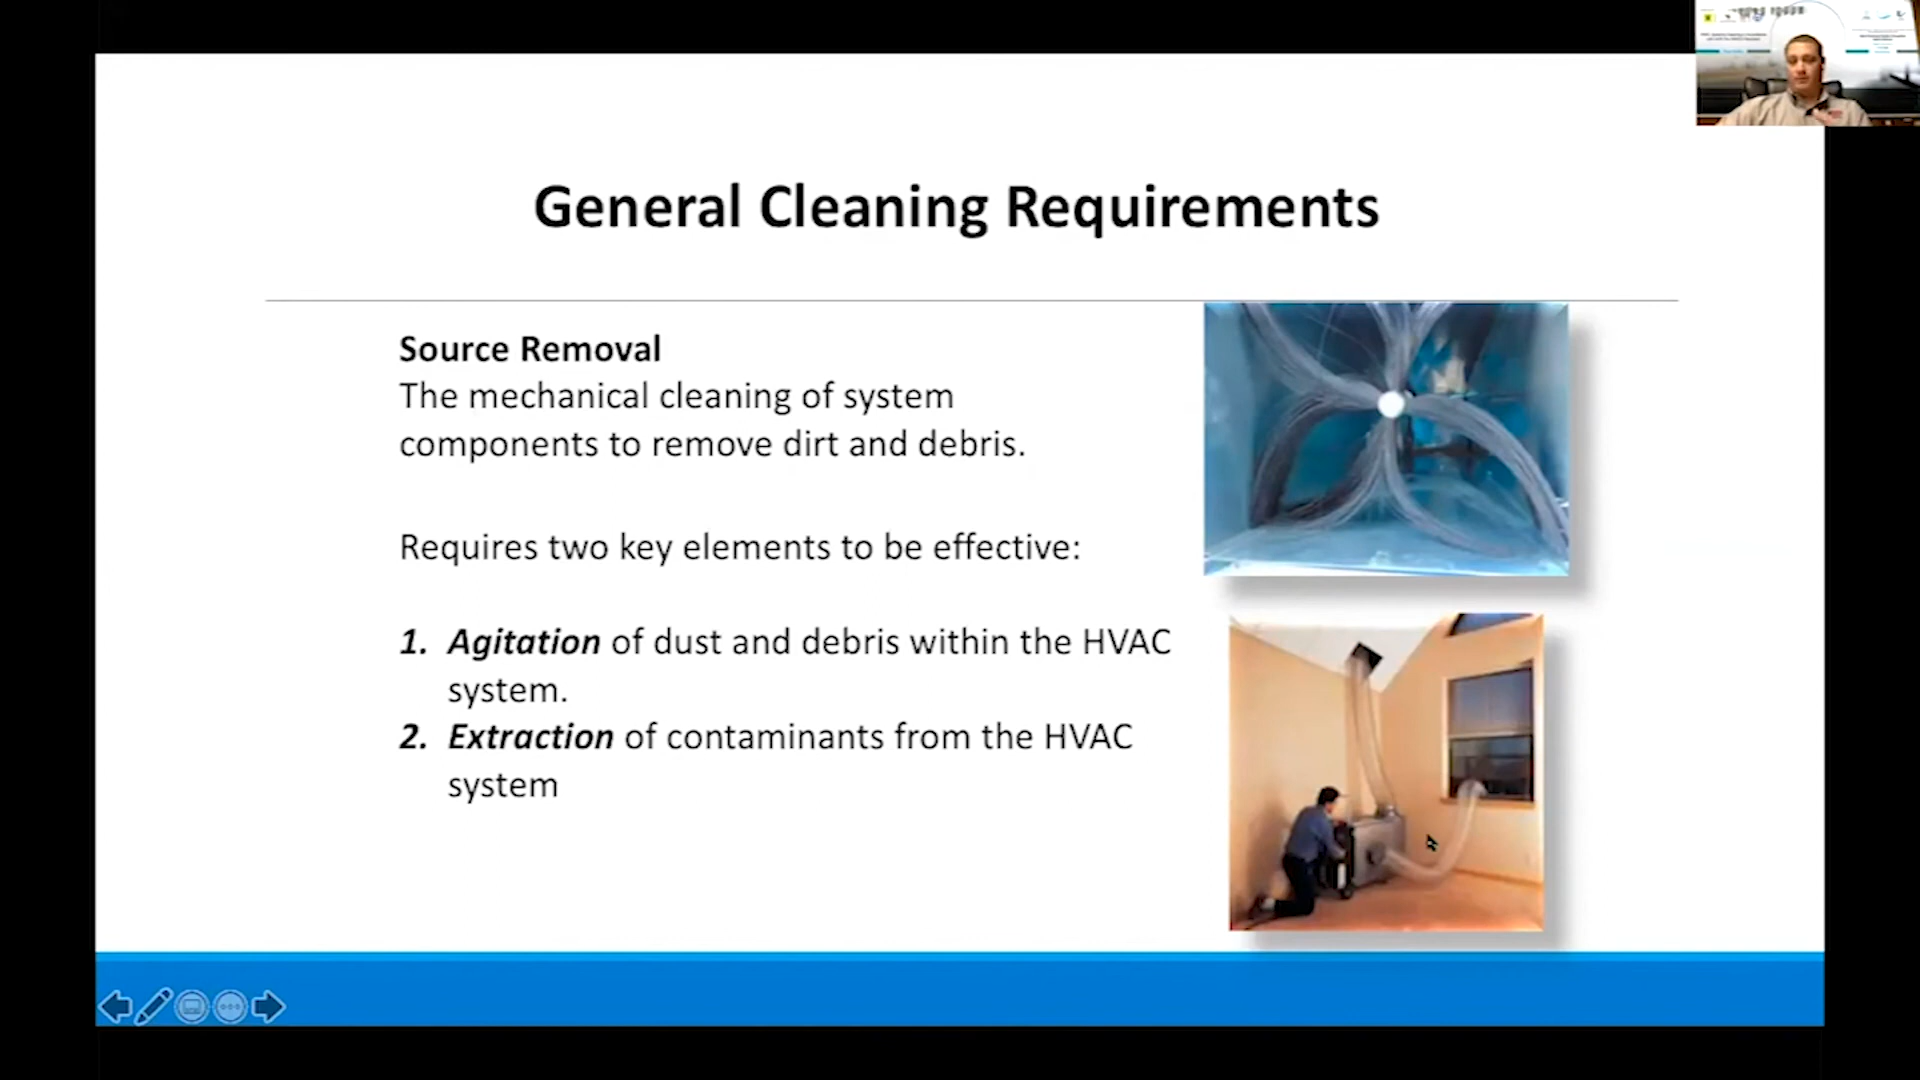 General Cleaning Requirements
Source Removal
The mechanical cleaning of system
components to remove dirt and debris.
Requires two key elements to be effective:
1. Agitation of dust and debris within the HVAC
system.
2. Extraction of contaminants from the HVAC
system